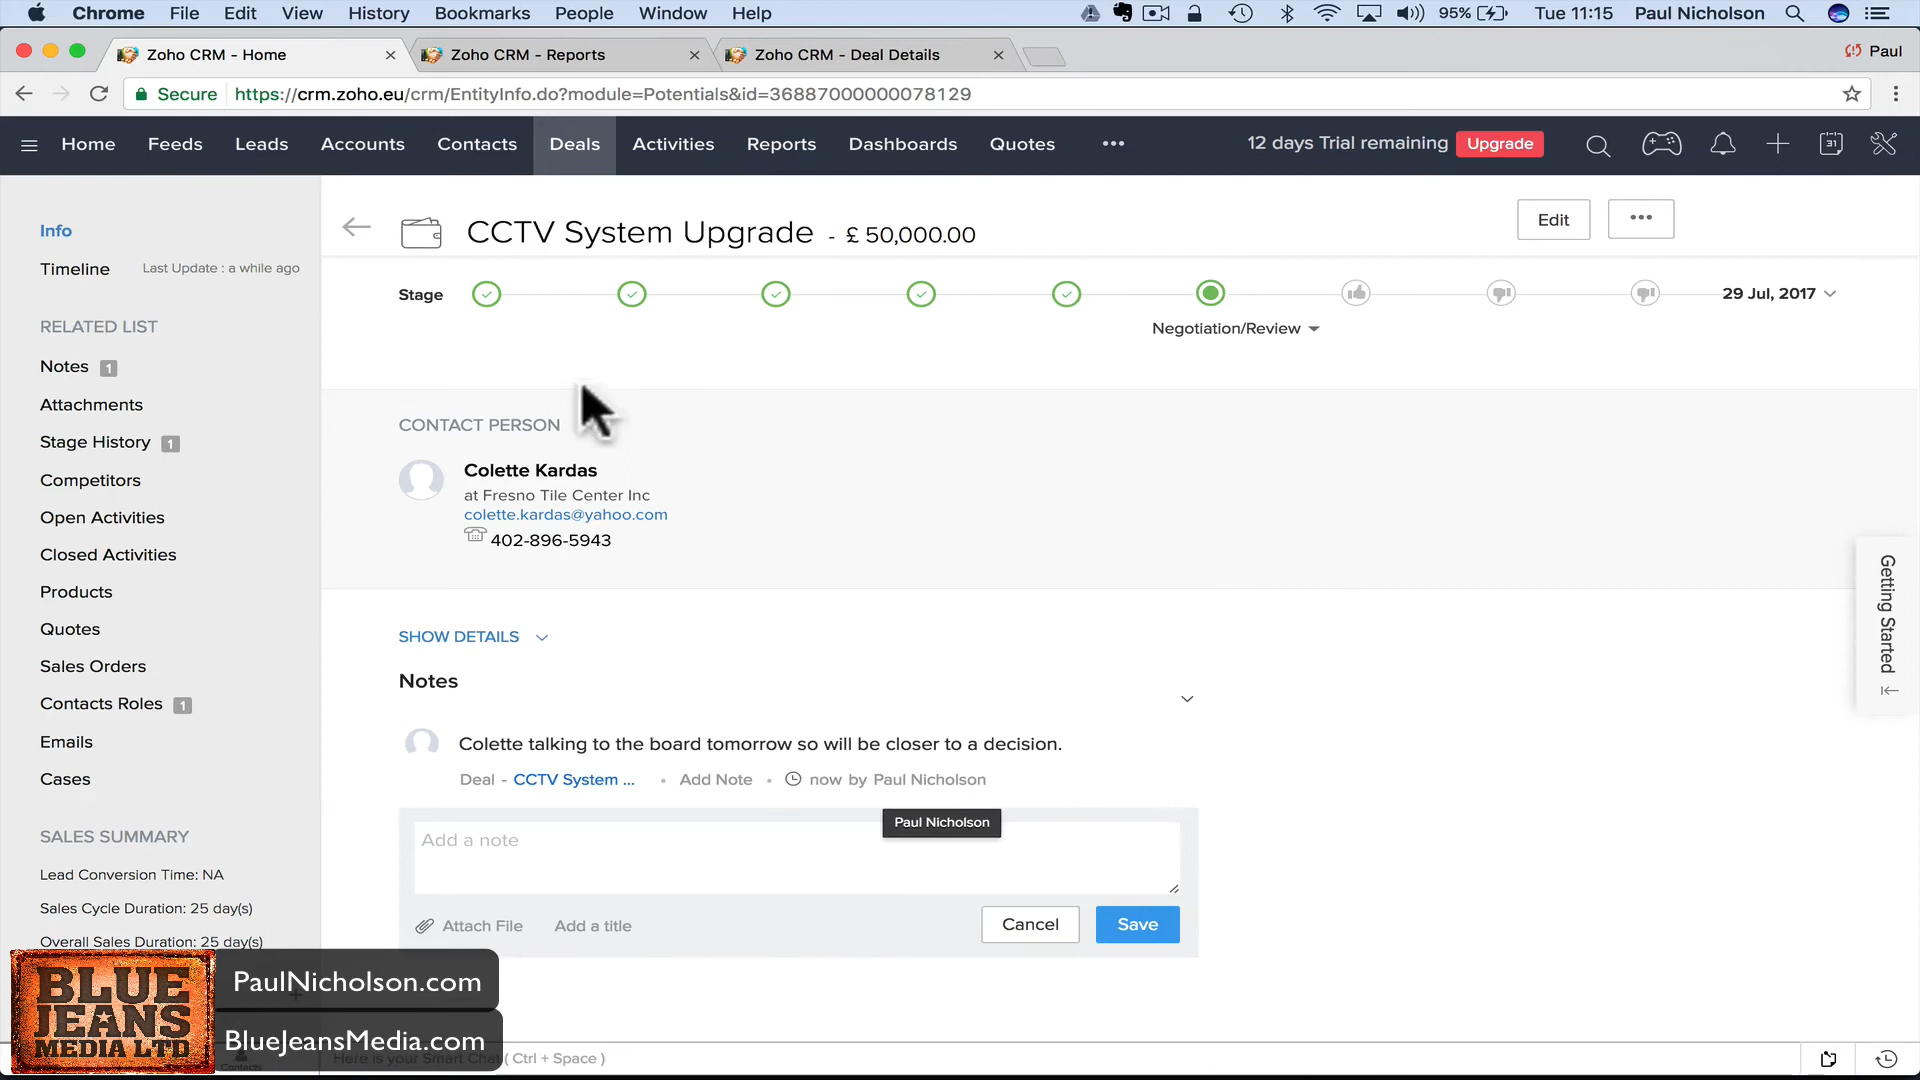 Chrome File Edit View History Bookmarks People Window Help 95% Tue 11:15 Paul Nicholson
Zoho CRM - Home Zoho CRM - Reports Zoho CRM - Deal Details Paul
Secure https://crm.zoho.eu/crm/EntityInfo.do?module=Potentials&id=36887000000078129
Home Feeds Leads Accounts Contacts Deals Activities Reports Dashboards Quotes ••• 12 days Trial remaining Upgrade 31
CCTV System Upgrade - £ 50,000.00 Edit •••
Info
Timeline Last Update : a while ago
Stage 29 Jul, 2017
Negotiation/Review
RELATED LIST
Notes 1
Attachments
Stage History 1
Competitors
Open Activities
Closed Activities
Products
Quotes
Sales Orders
Contacts Roles 1
Emails
Cases
SALES SUMMARY
Lead Conversion Time: NA
Sales Cycle Duration: 25 day(s)
Overall Sales Duration: 25 day(s)
CONTACT PERSON
Colette Kardas
at Fresno Tile Center Inc
colette.kardas@yahoo.com
402-896-5943
Getting Started
SHOW DETAILS
Notes
Colette talking to the board tomorrow so will be closer to a decision.
Deal - CCTV System ... • Add Note • now by Paul Nicholson
Paul Nicholson
Add a note
Attach File Add a title Cancel Save
BLUE
JEANS
MEDIA LTD
PaulNicholson.com
BlueJeansMedia.com
Here is your Smart Chat ( Ctrl + Space )
Contacts